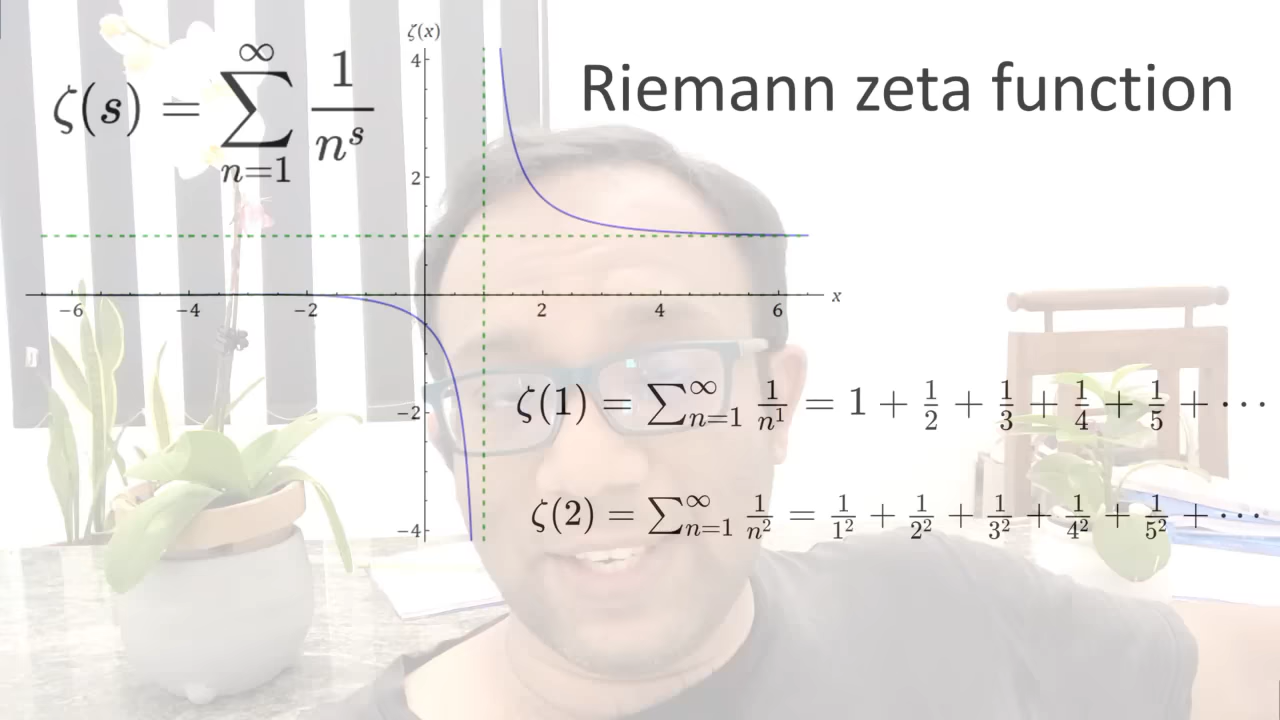 Riemann zeta function
ζ(s) = ∑_{n=1}^{∞} 1/n^s
ζ(x)
4
2
−6 −4 −2 2 4 6 x
−2
−4
ζ(1) = ∑_{n=1}^{∞} 1/n^1 = 1 + 1/2 + 1/3 + 1/4 + 1/5 + ⋯
ζ(2) = ∑_{n=1}^{∞} 1/n^2 = 1/1^2 + 1/2^2 + 1/3^2 + 1/4^2 + 1/5^2 + ⋯